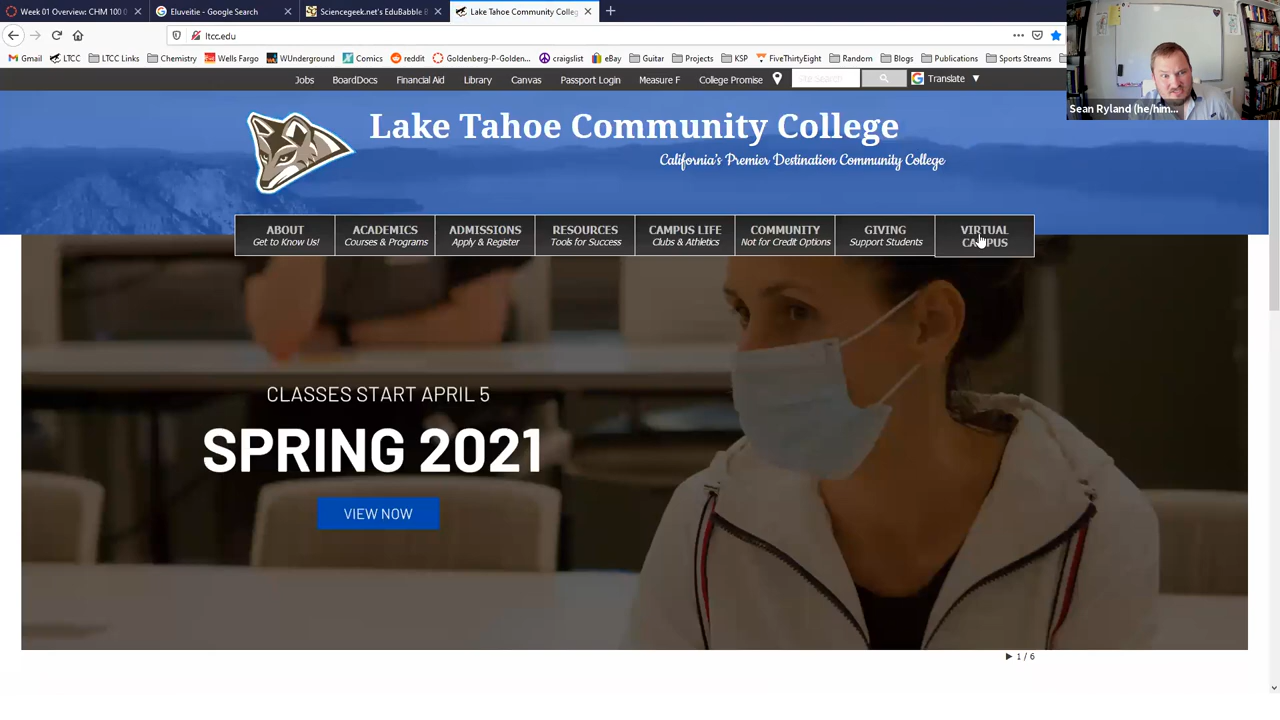 Week 01 Overview: CHM 100 0
Eluveitie - Google Search
Sciencegeek.net's EduBabble B
Lake Tahoe Community Colleg
ltcc.edu
Gmail LTCC LTCC Links Chemistry Wells Fargo WUnderground Comics reddit Goldenberg-P-Golden... craigslist eBay Guitar Projects KSP FiveThirtyEight Random Blogs Publications Sports Streams
Jobs BoardDocs Financial Aid Library Canvas Passport Login Measure F College Promise Translate ▼
Sean Ryland (he/him...
Lake Tahoe Community College
California's Premier Destination Community College
ABOUT
Get to Know Us!
ACADEMICS
Courses & Programs
ADMISSIONS
Apply & Register
RESOURCES
Tools for Success
CAMPUS LIFE
Clubs & Athletics
COMMUNITY
Not for Credit Options
GIVING
Support Students
VIRTUAL
CAMPUS
CLASSES START APRIL 5
SPRING 2021
VIEW NOW
1 / 6